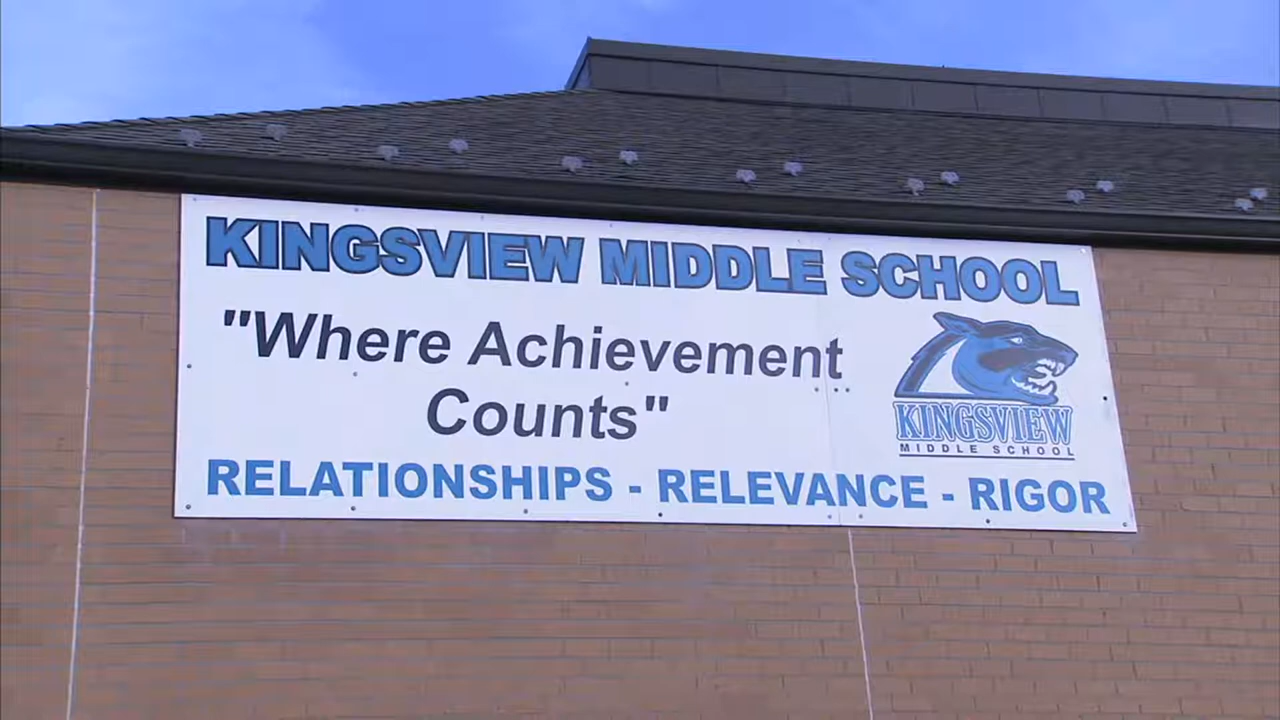 KINGSVIEW MIDDLE SCHOOL
"Where Achievement
Counts"
KINGSVIEW
MIDDLE SCHOOL
RELATIONSHIPS - RELEVANCE - RIGOR